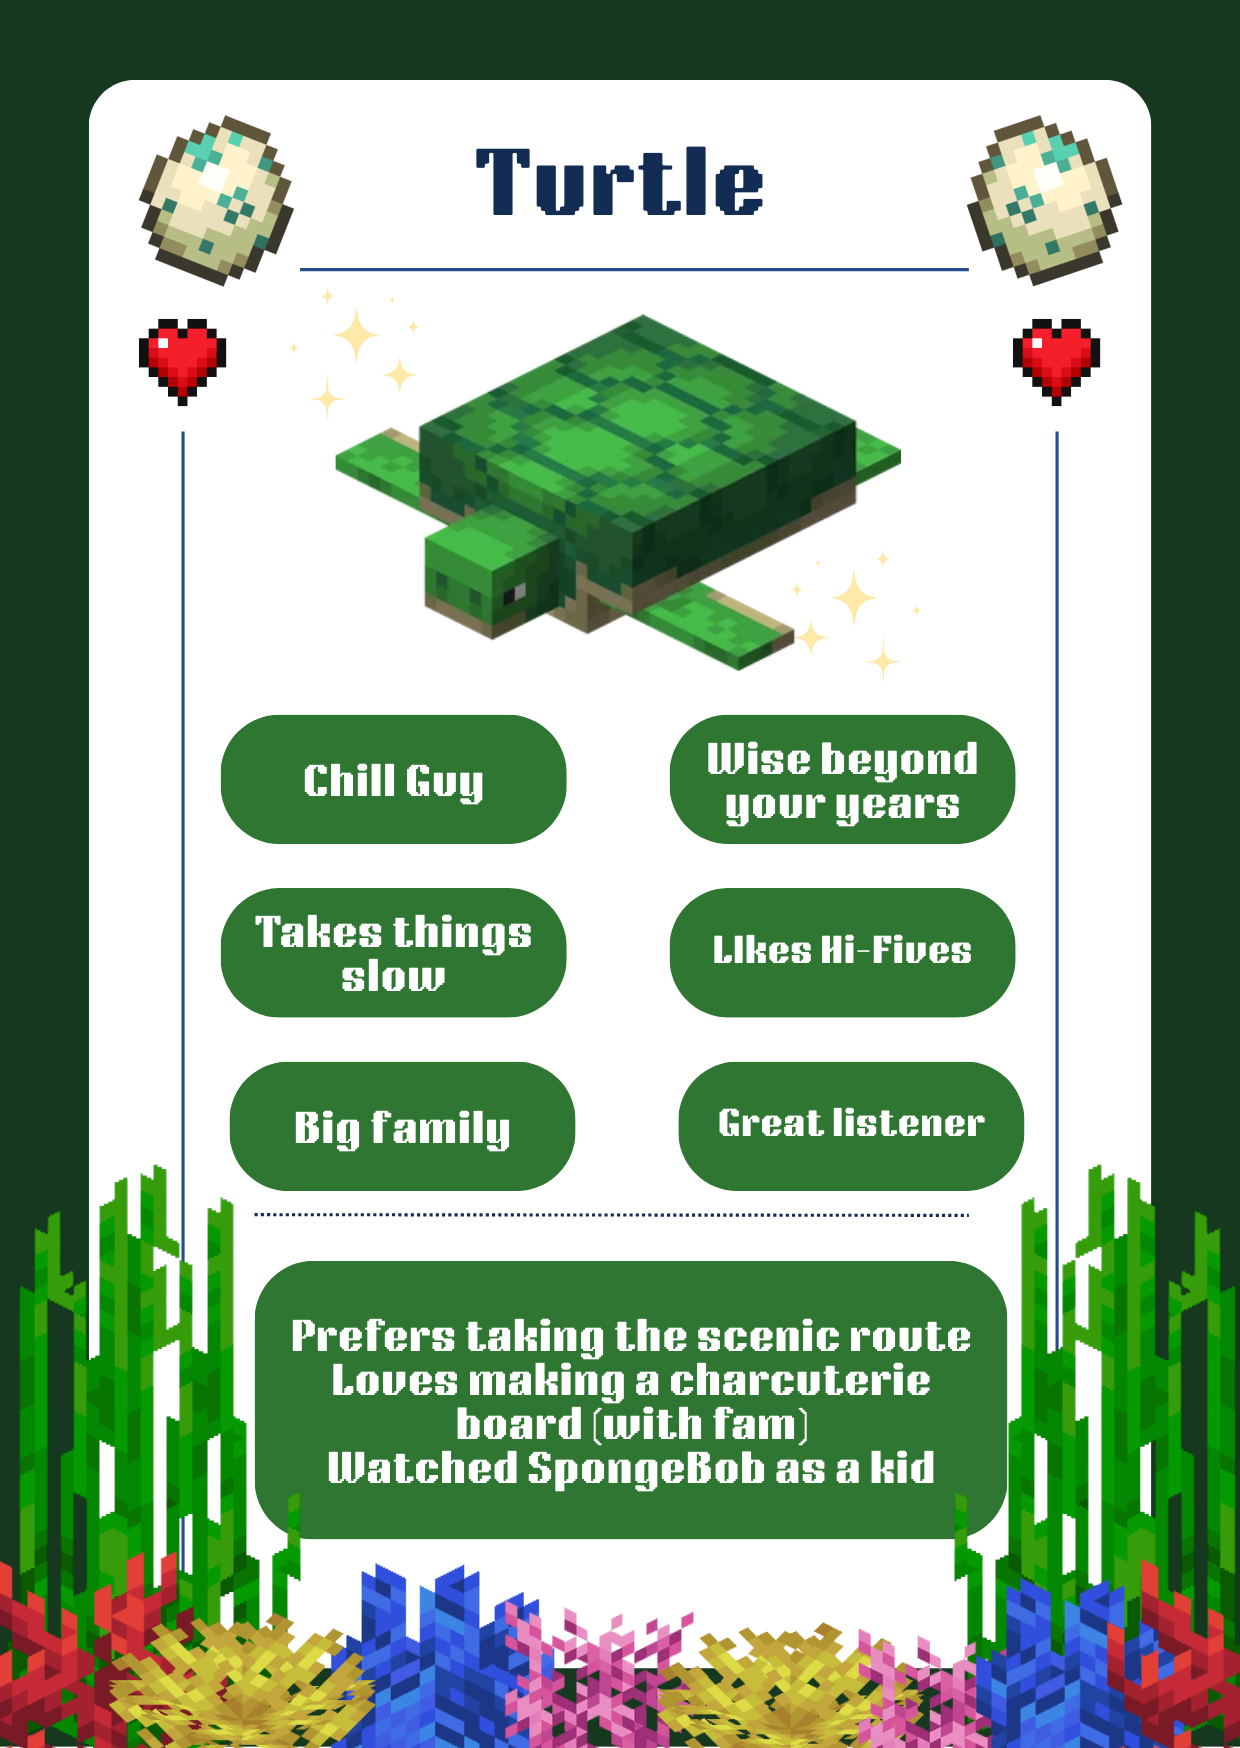 Turtle
Chill Guy
Wise beyond
your years
Takes things
slow
LIkes Hi-Fives
Big family
Great listener
Prefers taking the scenic route
Loves making a charcuterie
board (with fam)
Watched SpongeBob as a kid